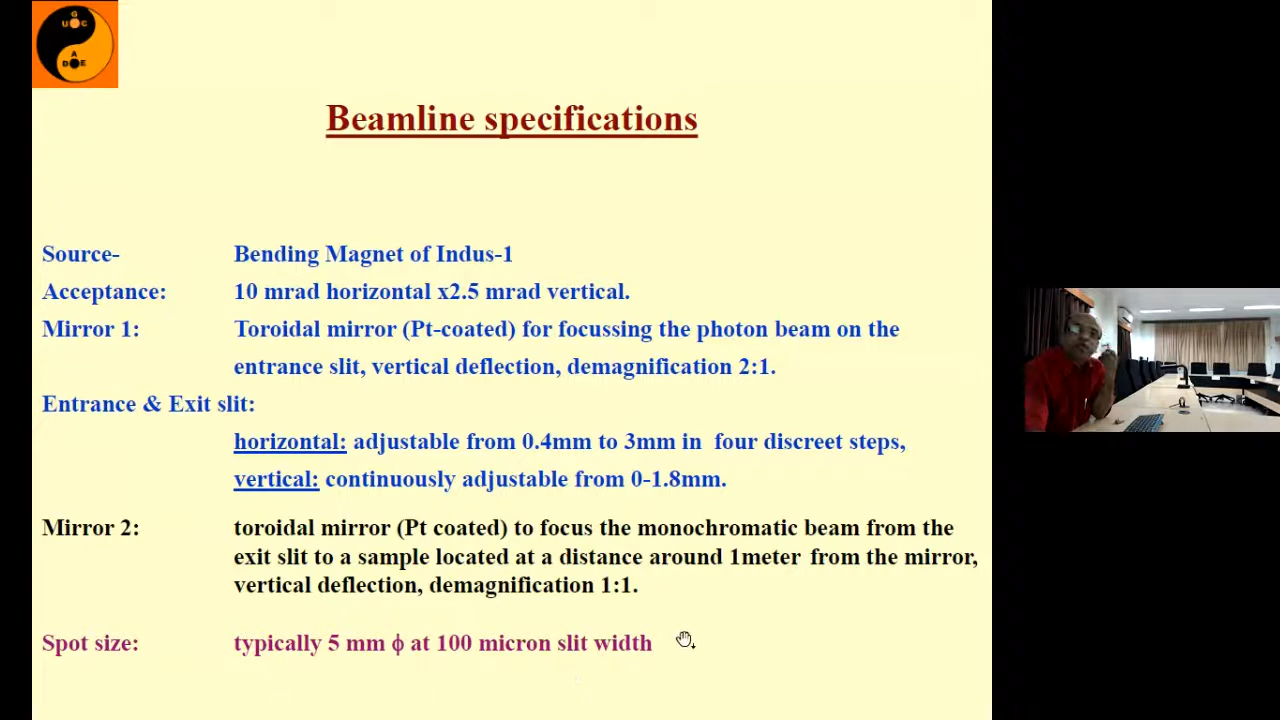 G
U G C
A
D E
Beamline specifications
Source- Bending Magnet of Indus-1
Acceptance: 10 mrad horizontal x2.5 mrad vertical.
Mirror 1: Toroidal mirror (Pt-coated) for focussing the photon beam on the
entrance slit, vertical deflection, demagnification 2:1.
Entrance & Exit slit:
horizontal: adjustable from 0.4mm to 3mm in four discreet steps,
vertical: continuously adjustable from 0-1.8mm.
Mirror 2: toroidal mirror (Pt coated) to focus the monochromatic beam from the
exit slit to a sample located at a distance around 1meter from the mirror,
vertical deflection, demagnification 1:1.
Spot size: typically 5 mm ϕ at 100 micron slit width